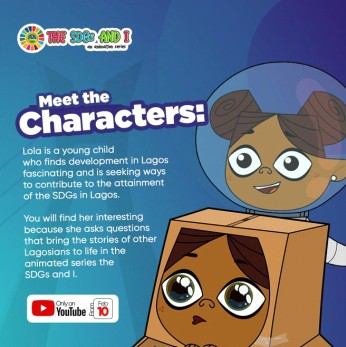 THE SDGs AND I
an animation series
Meet the
Characters:
Lola is a young child
who finds development in Lagos
fascinating and is seeking ways
to contribute to the attainment
of the SDGs in Lagos.
You will find her interesting
because she asks questions
that bring the stories of other
Lagosians to life in the
animated series the
SDGs and I.
Only on
YouTube
From
Feb
10